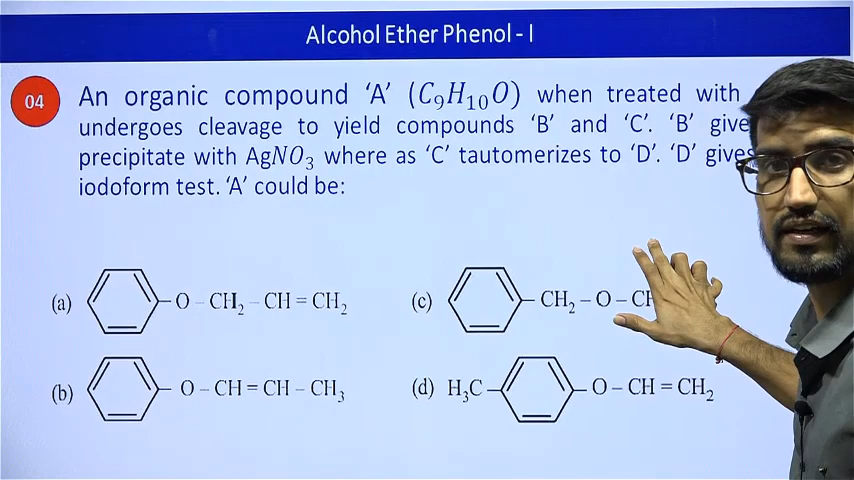 Alcohol Ether Phenol - I
04
An organic compound 'A' (C₉H₁₀O) when treated with
undergoes cleavage to yield compounds 'B' and 'C'. 'B' give
precipitate with AgNO₃ where as 'C' tautomerizes to 'D'. 'D' gives
iodoform test. 'A' could be:
(a) O – CH₂ – CH = CH₂
(c) CH₂ – O – CH
(b) O – CH = CH – CH₃
(d) H₃C O – CH = CH₂